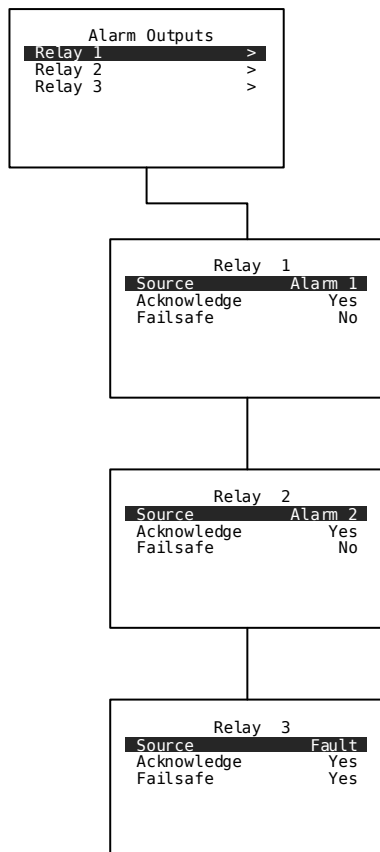 Alarm Outputs
Relay 1 >
Relay 2 >
Relay 3 >
Relay 1
Source Alarm 1
Acknowledge Yes
Failsafe No
Relay 2
Source Alarm 2
Acknowledge Yes
Failsafe No
Relay 3
Source Fault
Acknowledge Yes
Failsafe Yes